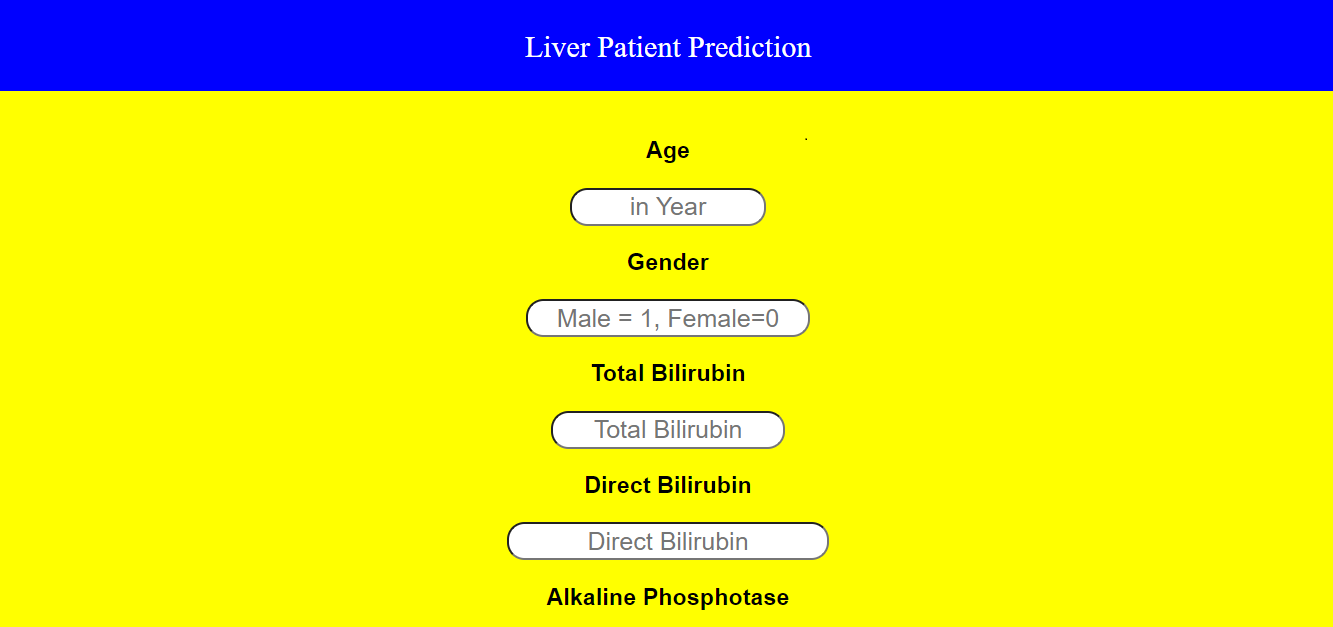 Liver Patient Prediction
Age
in Year
Gender
Male = 1, Female=0
Total Bilirubin
Total Bilirubin
Direct Bilirubin
Direct Bilirubin
Alkaline Phosphotase